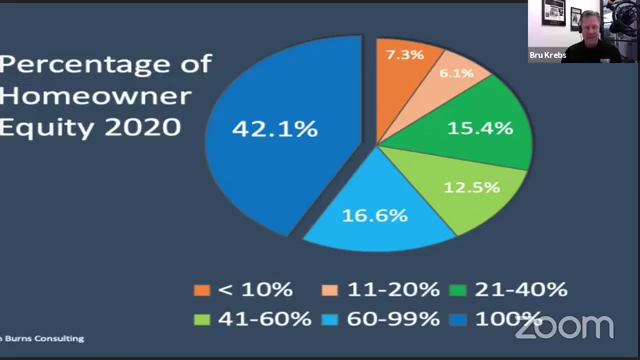 Percentage of
Homeowner
Equity 2020
7.3%
6.1%
15.4%
12.5%
16.6%
42.1%
< 10% 11-20% 21-40%
41-60% 60-99% 100%
Burns Consulting
Bru Krebs
zoom